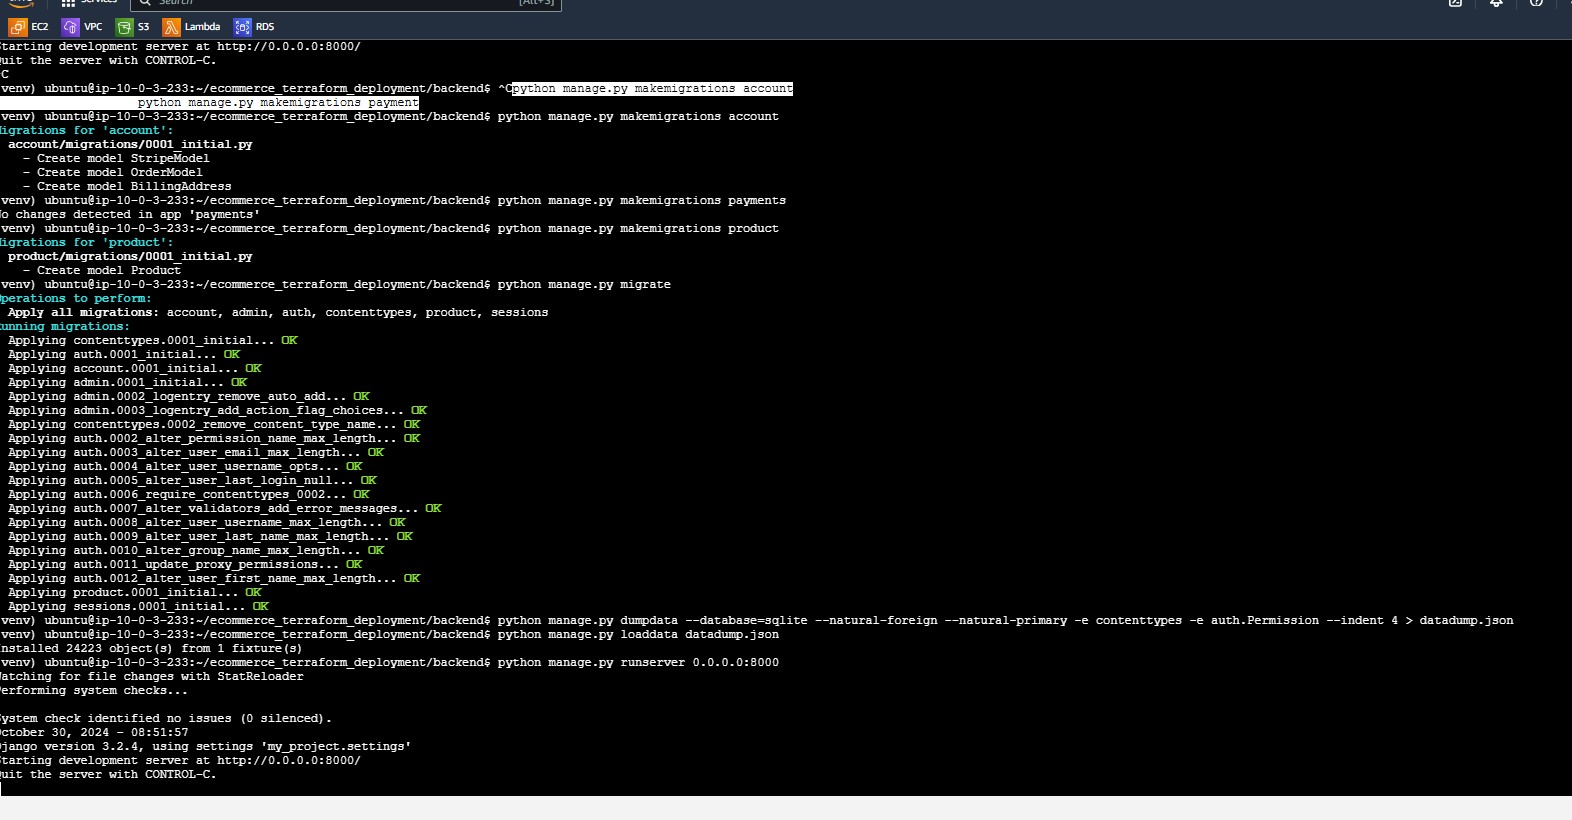 Services Search [Alt+S]
EC2 VPC S3 Lambda RDS
tarting development server at http://0.0.0.0:8000/
uit the server with CONTROL-C.
C
venv) ubuntu@ip-10-0-3-233:~/ecommerce_terraform_deployment/backend$ ^Cpython manage.py makemigrations account
python manage.py makemigrations payment
venv) ubuntu@ip-10-0-3-233:~/ecommerce_terraform_deployment/backend$ python manage.py makemigrations account
igrations for 'account':
account/migrations/0001_initial.py
- Create model StripeModel
- Create model OrderModel
- Create model BillingAddress
venv) ubuntu@ip-10-0-3-233:~/ecommerce_terraform_deployment/backend$ python manage.py makemigrations payments
o changes detected in app 'payments'
venv) ubuntu@ip-10-0-3-233:~/ecommerce_terraform_deployment/backend$ python manage.py makemigrations product
igrations for 'product':
product/migrations/0001_initial.py
- Create model Product
venv) ubuntu@ip-10-0-3-233:~/ecommerce_terraform_deployment/backend$ python manage.py migrate
perations to perform:
Apply all migrations: account, admin, auth, contenttypes, product, sessions
unning migrations:
Applying contenttypes.0001_initial... OK
Applying auth.0001_initial... OK
Applying account.0001_initial... OK
Applying admin.0001_initial... OK
Applying admin.0002_logentry_remove_auto_add... OK
Applying admin.0003_logentry_add_action_flag_choices... OK
Applying contenttypes.0002_remove_content_type_name... OK
Applying auth.0002_alter_permission_name_max_length... OK
Applying auth.0003_alter_user_email_max_length... OK
Applying auth.0004_alter_user_username_opts... OK
Applying auth.0005_alter_user_last_login_null... OK
Applying auth.0006_require_contenttypes_0002... OK
Applying auth.0007_alter_validators_add_error_messages... OK
Applying auth.0008_alter_user_username_max_length... OK
Applying auth.0009_alter_user_last_name_max_length... OK
Applying auth.0010_alter_group_name_max_length... OK
Applying auth.0011_update_proxy_permissions... OK
Applying auth.0012_alter_user_first_name_max_length... OK
Applying product.0001_initial... OK
Applying sessions.0001_initial... OK
venv) ubuntu@ip-10-0-3-233:~/ecommerce_terraform_deployment/backend$ python manage.py dumpdata --database=sqlite --natural-foreign --natural-primary -e contenttypes -e auth.Permission --indent 4 > datadump.json
venv) ubuntu@ip-10-0-3-233:~/ecommerce_terraform_deployment/backend$ python manage.py loaddata datadump.json
nstalled 24223 object(s) from 1 fixture(s)
venv) ubuntu@ip-10-0-3-233:~/ecommerce_terraform_deployment/backend$ python manage.py runserver 0.0.0.0:8000
atching for file changes with StatReloader
erforming system checks...
ystem check identified no issues (0 silenced).
ctober 30, 2024 - 08:51:57
jango version 3.2.4, using settings 'my_project.settings'
tarting development server at http://0.0.0.0:8000/
uit the server with CONTROL-C.